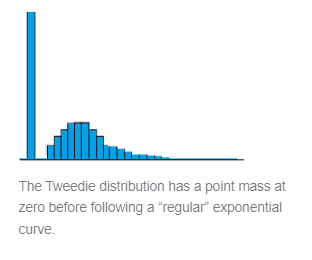 The Tweedie distribution has a point mass at
zero before following a “regular” exponential
curve.